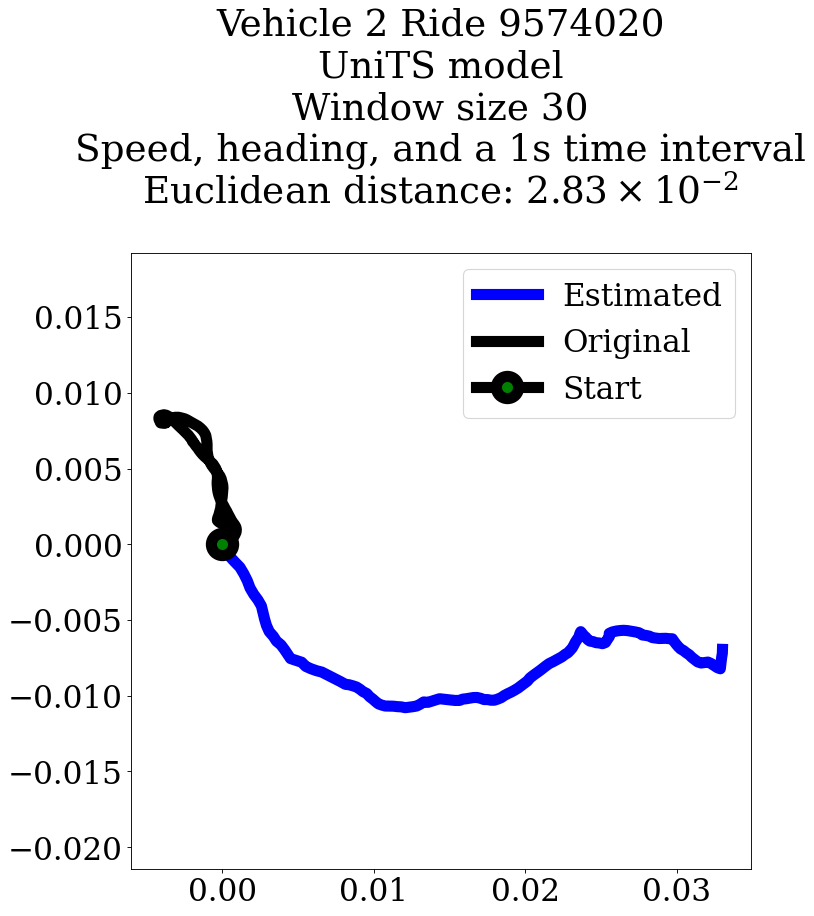 Vehicle 2 Ride 9574020
UniTS model
Window size 30
Speed, heading, and a 1s time interval
Euclidean distance: 2.83 × 10⁻²
Estimated
Original
Start
0.015
0.010
0.005
0.000
−0.005
−0.010
−0.015
−0.020
0.00 0.01 0.02 0.03